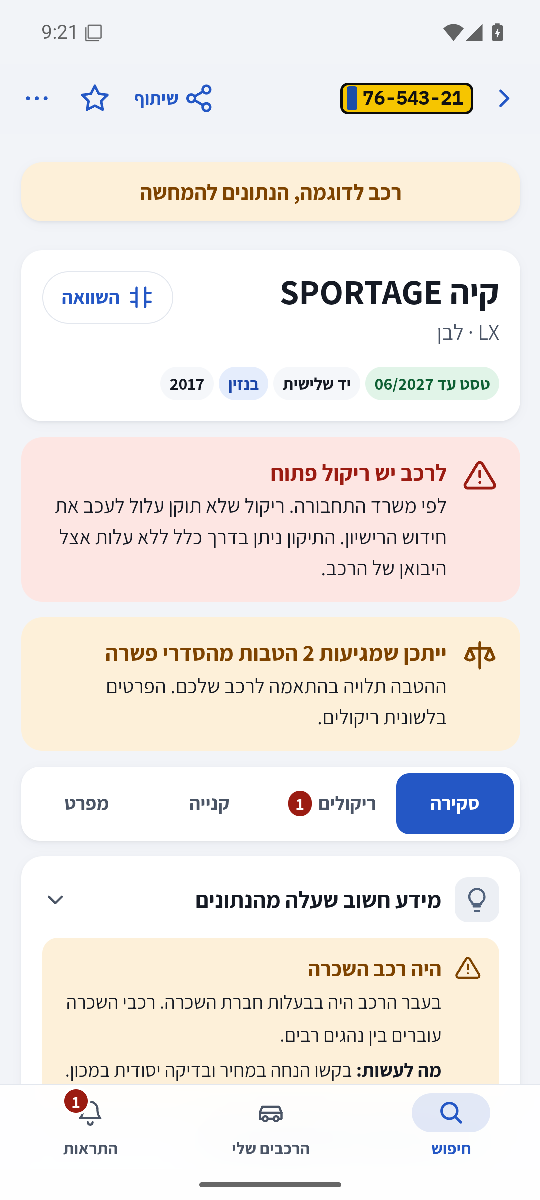 9:21
76-543-21
שיתוף
רכב לדוגמה, הנתונים להמחשה
קיה SPORTAGE
השוואה
LX · לבן
טסט עד 06/2027
יד שלישית
בנזין
2017
לרכב יש ריקול פתוח
לפי משרד התחבורה. ריקול שלא תוקן עלול לעכב את
חידוש הרישיון. התיקון ניתן בדרך כלל ללא עלות אצל
היבואן של הרכב.
ייתכן שמגיעות 2 הטבות מהסדרי פשרה
ההטבה תלויה בהתאמה לרכב שלכם. הפרטים
בלשונית ריקולים.
סקירה
ריקולים 1
קנייה
מפרט
מידע חשוב שעלה מהנתונים
היה רכב השכרה
בעבר הרכב היה בבעלות חברת השכרה. רכבי השכרה
עוברים בין נהגים רבים.
מה לעשות: בקשו הנחה במחיר ובדיקה יסודית במכון.
חיפוש
הרכבים שלי
1
התראות